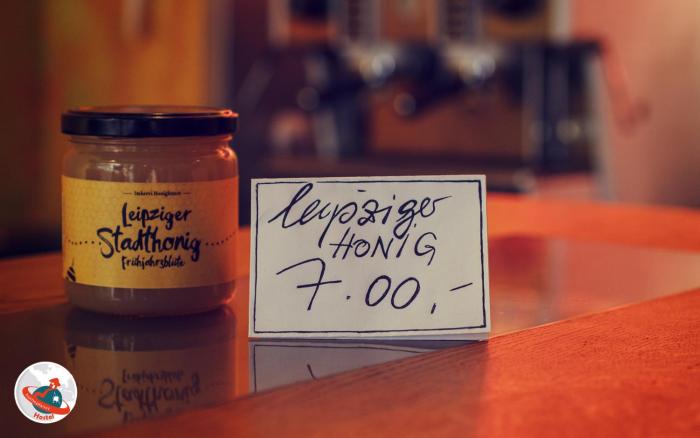 Leipziger
Stadthonig
Frühjahrsblüte
Leipziger
HONIG
7.00,-
Hostel